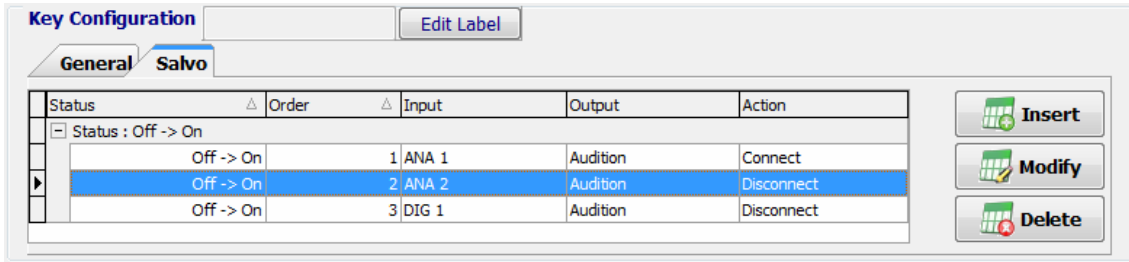 Key Configuration Edit Label
General Salvo
Status Order Input Output Action
Status : Off -> On
Off -> On 1 ANA 1 Audition Connect
Off -> On 2 ANA 2 Audition Disconnect
Off -> On 3 DIG 1 Audition Disconnect
Insert
Modify
Delete